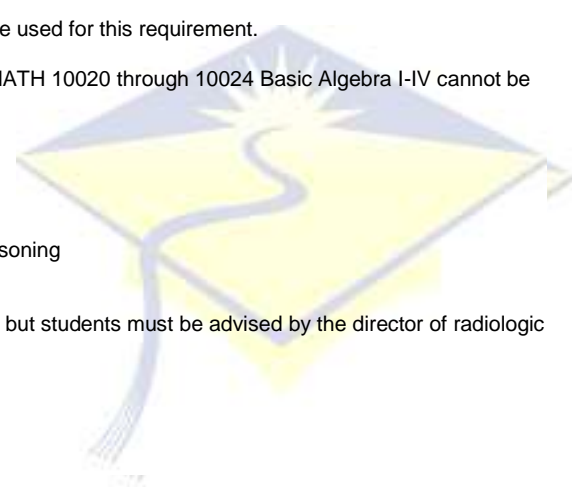 e used for this requirement.
MATH 10020 through 10024 Basic Algebra I-IV cannot be
soning
but students must be advised by the director of radiologic